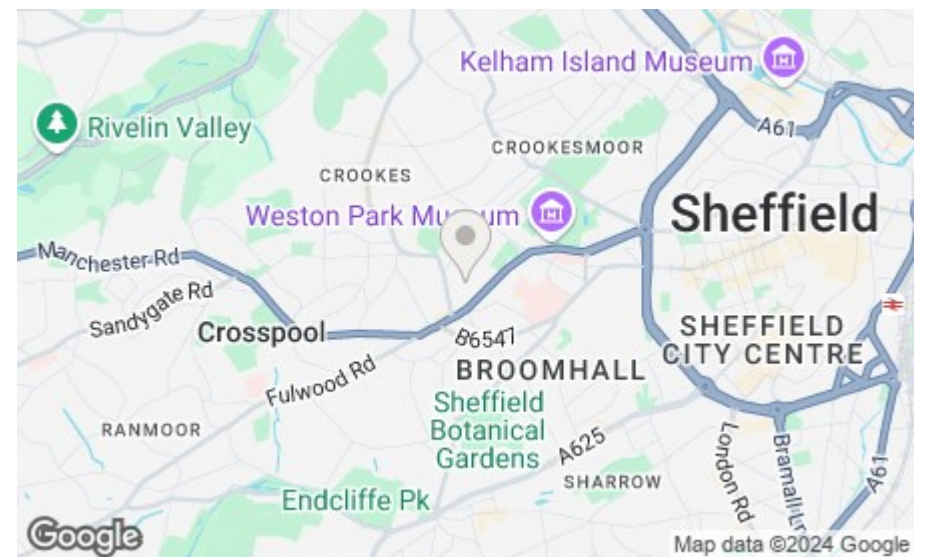 Kelham Island Museum
A61
Rivelin Valley
CROOKESMOOR
CROOKES
Weston Park Museum
Sheffield
Manchester Rd
Sandygate Rd
Crosspool
B6547
SHEFFIELD
CITY CENTRE
BROOMHALL
Fulwood Rd
Sheffield
Botanical
Gardens
RANMOOR
A625
SHARROW
London Rd
A61
Endcliffe Pk
Google
Map data ©2024 Google